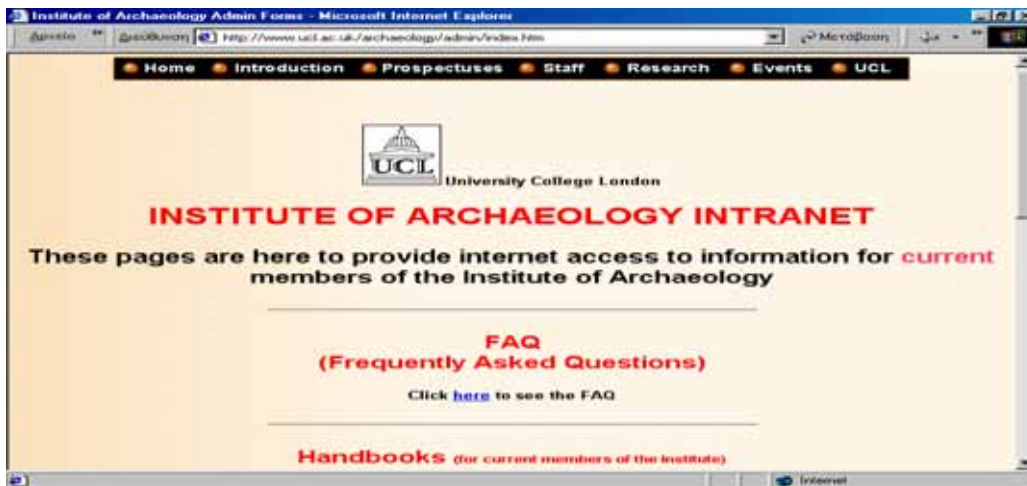 Institute of Archaeology Admin Forms - Microsoft Internet Explorer
Αρχείο Διεύθυνση http://www.ucl.ac.uk/archaeology/admin/index.htm Μετάβαση
Home Introduction Prospectuses Staff Research Events UCL
UCL University College London
INSTITUTE OF ARCHAEOLOGY INTRANET
These pages are here to provide internet access to information for current
members of the Institute of Archaeology
FAQ
(Frequently Asked Questions)
Click here to see the FAQ
Handbooks (for current members of the Institute)
Internet